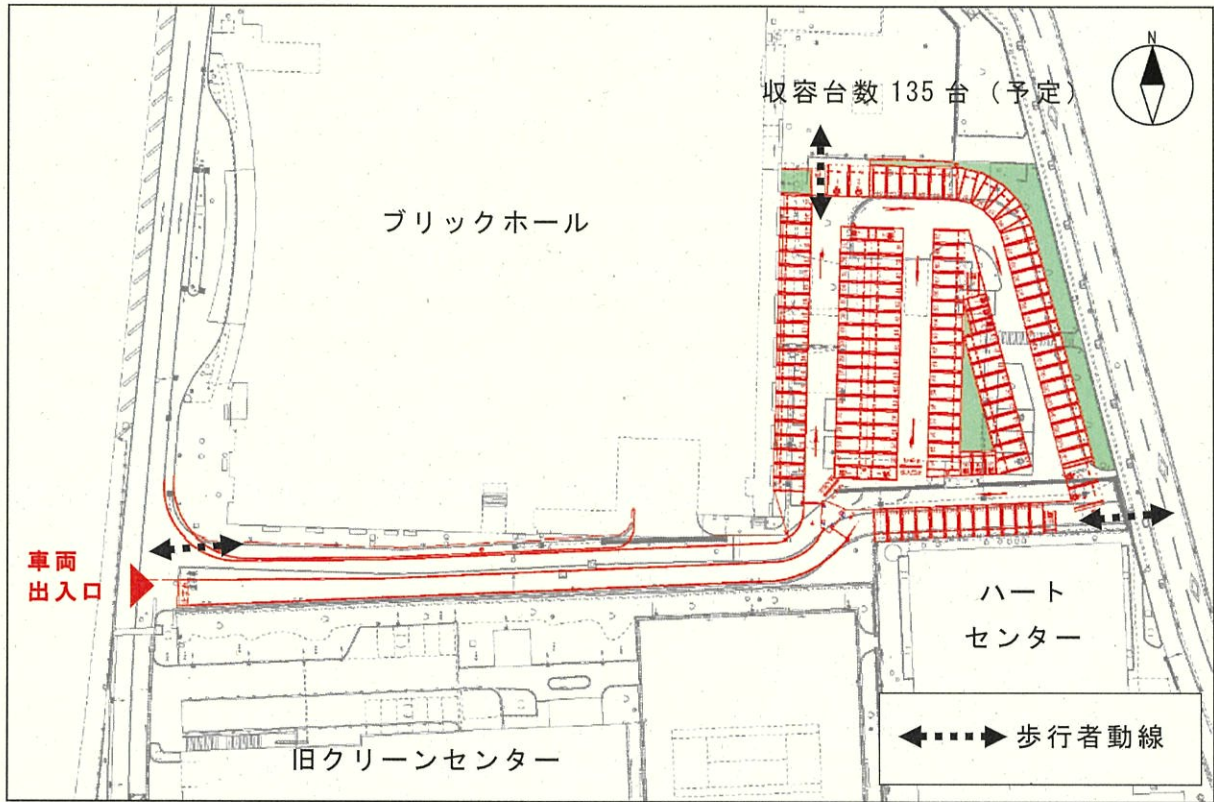 N
収容台数 135 台（予定）
ブリックホール
車両
出入口
ハート
センター
旧クリーンセンター
歩行者動線